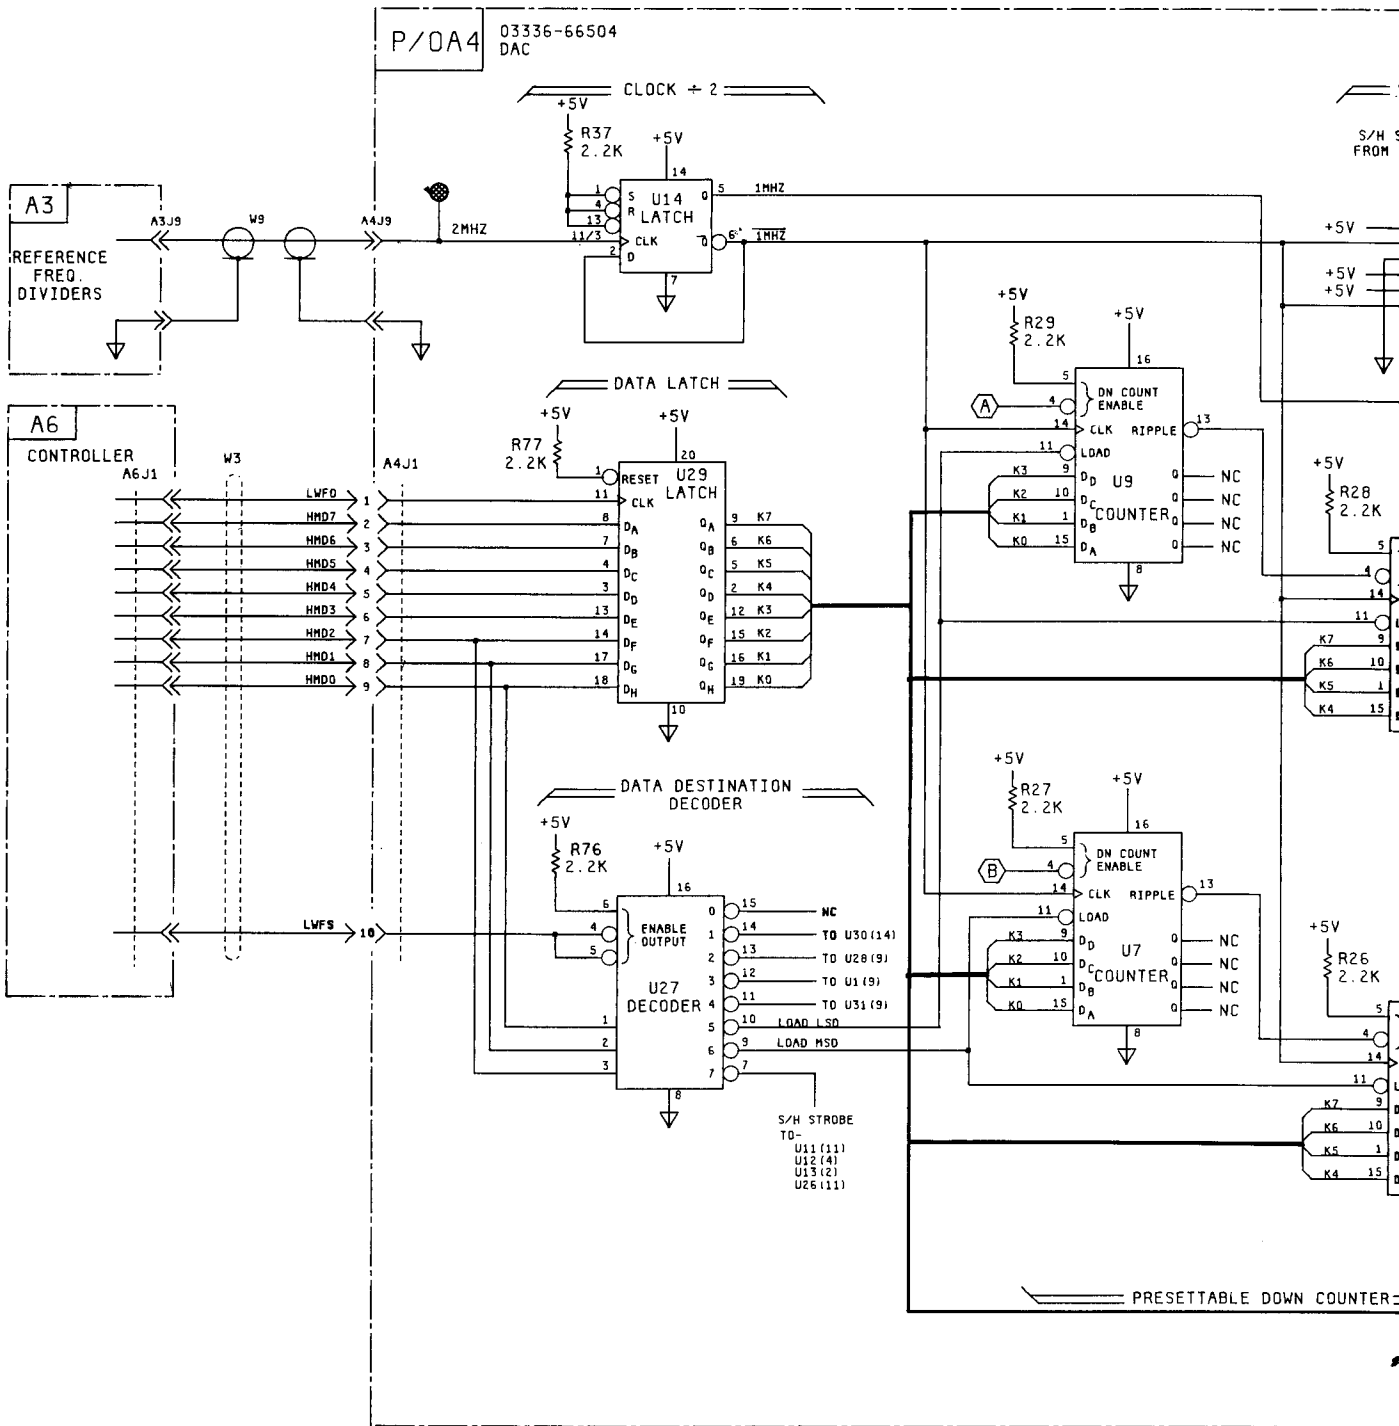 P/OA4
03336-66504
DAC
CLOCK ÷ 2
+5V
R37
2.2K
+5V
14
1
4
13
11/3
2
S
R
CLK
D
U14
LATCH
Q
Q
5
6
7
1MHZ
1MHZ
2MHZ
A3
REFERENCE
FREQ.
DIVIDERS
A3J9
W9
A4J9
S/H
FROM
+5V
+5V
+5V
A6
CONTROLLER
A6J1
W3
A4J1
LWFO 1
HMD7 2
HMD6 3
HMD5 4
HMD4 5
HMD3 6
HMD2 7
HMD1 8
HMD0 9
LWFS 10
DATA LATCH
+5V
R77
2.2K
+5V
20
U29
LATCH
1 RESET
11 CLK
8 DA QA 9 K7
7 DB QB 6 K6
4 DC QC 5 K5
3 DD QD 2 K4
13 DE QE 12 K3
14 DF QF 15 K2
17 DG QG 16 K1
18 DH QH 19 K0
10
DATA DESTINATION
DECODER
+5V
R76
2.2K
+5V
16
6
4
5
ENABLE
OUTPUT
U27
DECODER
0 15 NC
1 14 TO U30(14)
2 13 TO U28(9)
3 12 TO U1(9)
4 11 TO U31(9)
5 10 LOAD LSD
6 9 LOAD MSD
7 7
1
2
3
8
S/H STROBE
TO-
U11(11)
U12(4)
U13(2)
U26(11)
+5V
R29
2.2K
+5V
16
5
A 4
DN COUNT
ENABLE
14 CLK RIPPLE 13
11 LOAD
U9
COUNTER
K3 9 DD Q NC
K2 10 DC Q NC
K1 1 DB Q NC
K0 15 DA Q NC
8
+5V
R28
2.2K
5
4
14
11 L
K7 9
K6 10
K5 1
K4 15
+5V
R27
2.2K
+5V
16
5
B 4
DN COUNT
ENABLE
14 CLK RIPPLE 13
11 LOAD
U7
COUNTER
K3 9 DD Q NC
K2 10 DC Q NC
K1 1 DB Q NC
K0 15 DA Q NC
8
+5V
R26
2.2K
5
4
14
11 L
K7 9 D
K6 10 D
K5 1 D
K4 15 D
PRESETTABLE DOWN COUNTER